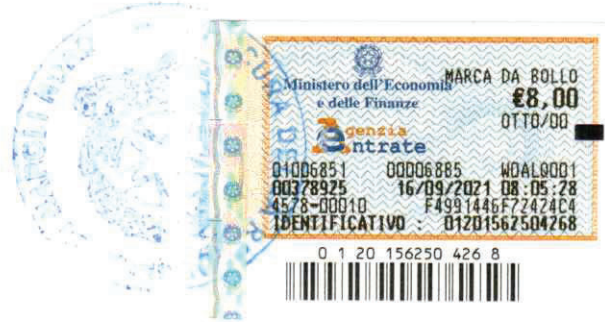 Ministero dell'Economia
e delle Finanze
MARCA DA BOLLO
€8,00
OTTO/00
Agenzia
Entrate
01006851 00006885 W0ALQ001
00378925 16/09/2021 08:05:28
4578-00010 F4991446F72424C4
IDENTIFICATIVO : 01201562504268
0 1 20 156250 426 8